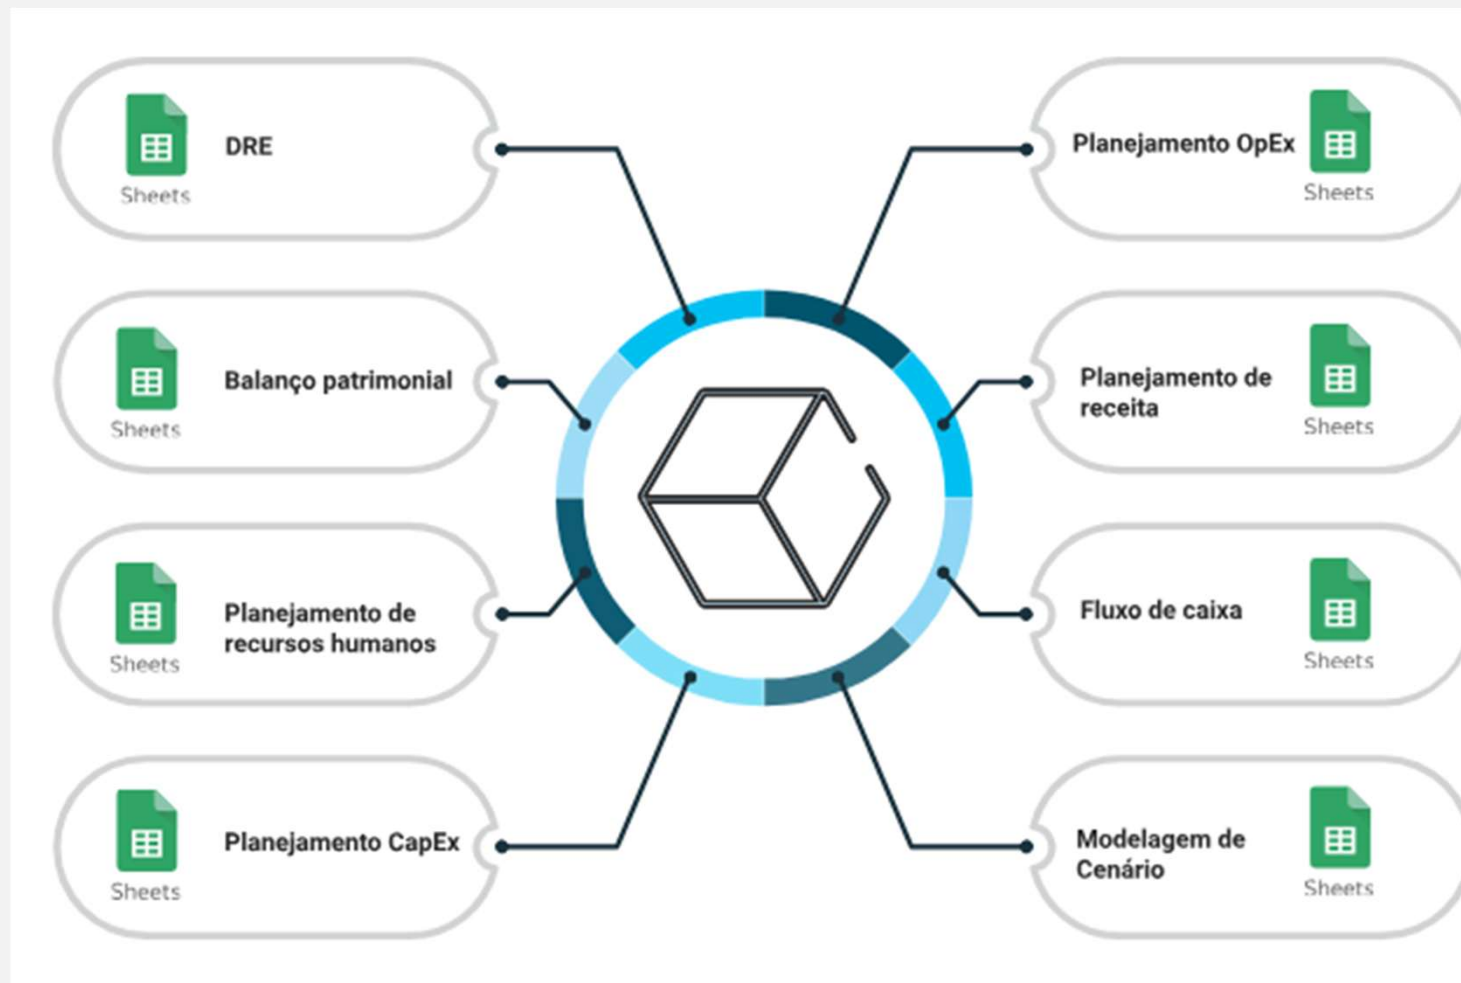 DRE
Sheets
Balanço patrimonial
Sheets
Planejamento de
recursos humanos
Sheets
Planejamento CapEx
Sheets
Planejamento OpEx
Sheets
Planejamento de
receita
Sheets
Fluxo de caixa
Sheets
Modelagem de
Cenário
Sheets